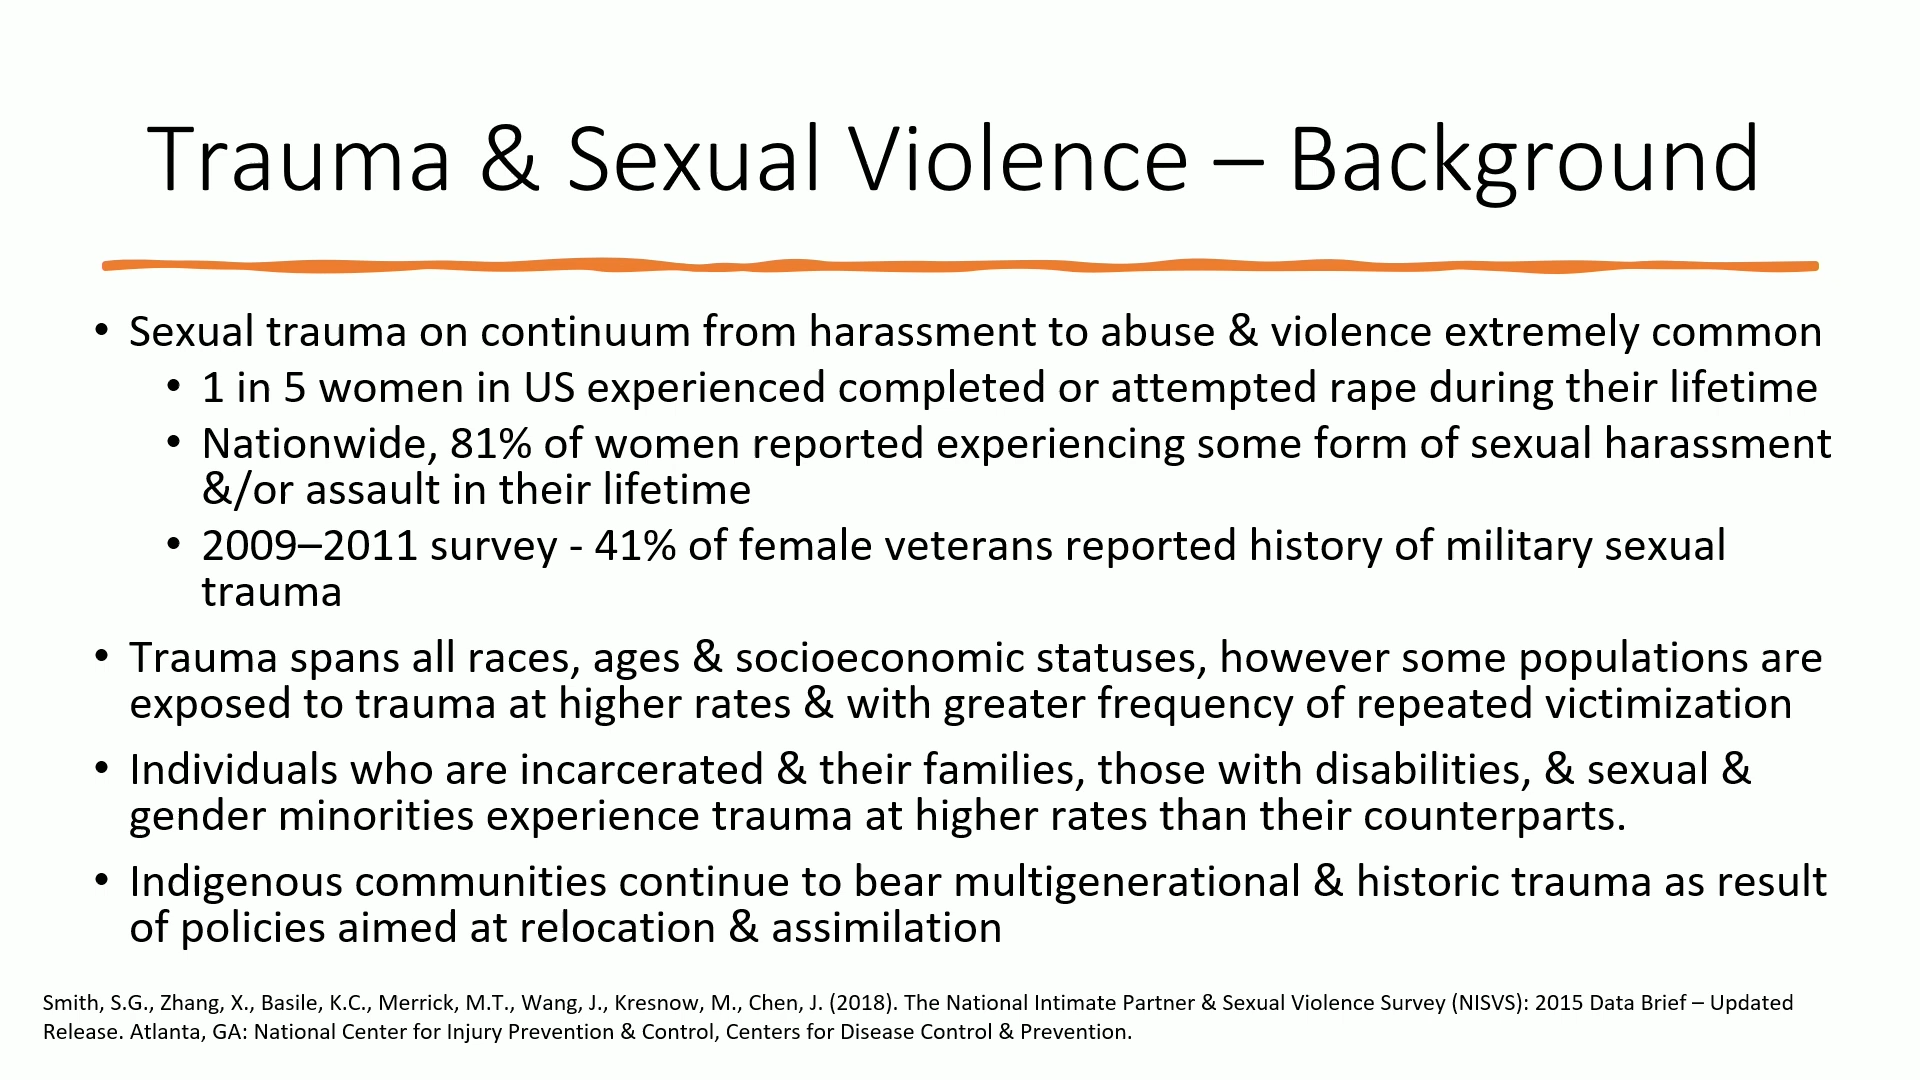 Trauma & Sexual Violence – Background
• Sexual trauma on continuum from harassment to abuse & violence extremely common
• 1 in 5 women in US experienced completed or attempted rape during their lifetime
• Nationwide, 81% of women reported experiencing some form of sexual harassment
&/or assault in their lifetime
• 2009–2011 survey - 41% of female veterans reported history of military sexual
trauma
• Trauma spans all races, ages & socioeconomic statuses, however some populations are
exposed to trauma at higher rates & with greater frequency of repeated victimization
• Individuals who are incarcerated & their families, those with disabilities, & sexual &
gender minorities experience trauma at higher rates than their counterparts.
• Indigenous communities continue to bear multigenerational & historic trauma as result
of policies aimed at relocation & assimilation
Smith, S.G., Zhang, X., Basile, K.C., Merrick, M.T., Wang, J., Kresnow, M., Chen, J. (2018). The National Intimate Partner & Sexual Violence Survey (NISVS): 2015 Data Brief – Updated
Release. Atlanta, GA: National Center for Injury Prevention & Control, Centers for Disease Control & Prevention.